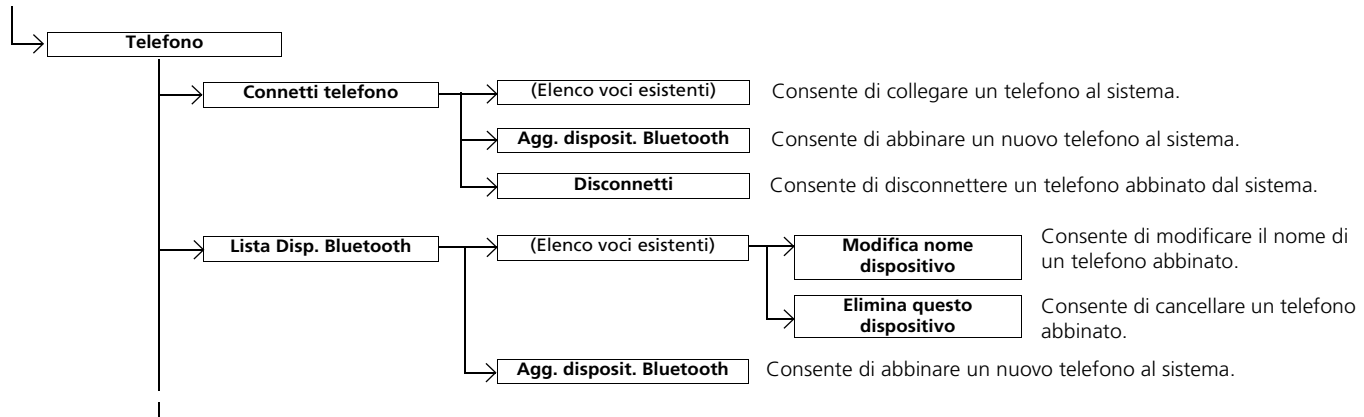 Telefono
Connetti telefono
(Elenco voci esistenti)
Consente di collegare un telefono al sistema.
Agg. disposit. Bluetooth
Consente di abbinare un nuovo telefono al sistema.
Disconnetti
Consente di disconnettere un telefono abbinato dal sistema.
Lista Disp. Bluetooth
(Elenco voci esistenti)
Modifica nome
dispositivo
Consente di modificare il nome di
un telefono abbinato.
Elimina questo
dispositivo
Consente di cancellare un telefono
abbinato.
Agg. disposit. Bluetooth
Consente di abbinare un nuovo telefono al sistema.